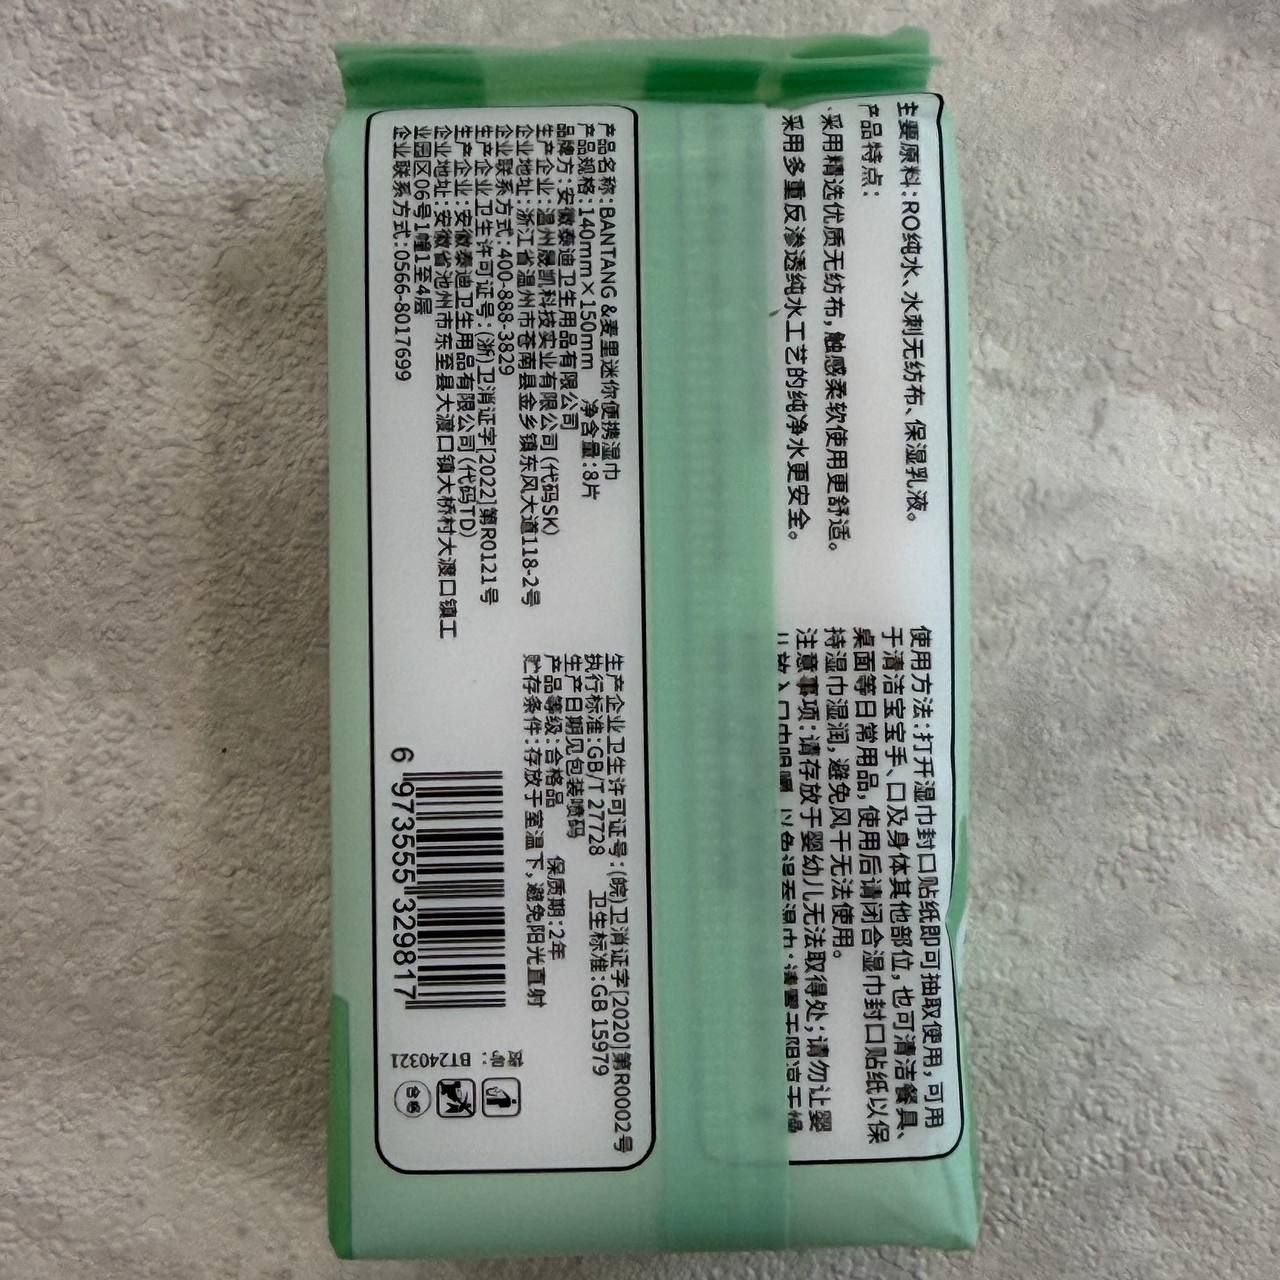 主要原料:RO纯水、水刺无纺布、保湿乳液。
产品特点:
·采用精选优质无纺布,触感柔软使用更舒适。
采用多重反渗透纯水工艺的纯净水更安全。
使用方法:打开湿巾封口贴纸即可抽取使用,可用
于清洁宝宝手、口及身体其他部位,也可清洁餐具、
桌面等日常用品,使用后请闭合湿巾封口贴纸以保
持湿巾湿润,避免风干无法使用。
注意事项:请存放于婴幼儿无法取得处;请勿让婴
产品名称:BANTANG &麦里迷你便携湿巾
产品规格:140mm×150mm 净含量:8片
品牌方:安徽泰迪卫生用品有限公司
生产企业:温州晟凯科技实业有限公司(代码SK)
企业地址:浙江省温州市苍南县金乡镇东风大道118-2号
企业联系方式:400-888-3829
生产企业卫生许可证号:(浙)卫消证字[2022]第R0121号
生产企业:安徽泰迪卫生用品有限公司(代码TD)
企业地址:安徽省池州市东至县大渡口镇大桥村大渡口镇工
业园区06号1幢1至4层
企业联系方式:0566-8017699
生产企业卫生许可证号:(皖)卫消证字[2020]第R0002号
执行标准:GB/T 27728 卫生标准:GB 15979
生产日期见包装喷码
产品等级:合格品 保质期:2年
贮存条件:存放于室温下,避免阳光直射
6 973555 329817
货号:
BT240321
合格